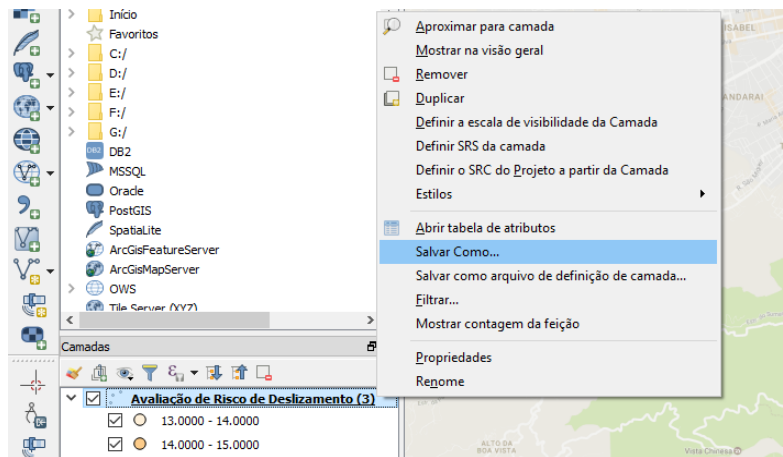 Início
Favoritos
C:/
D:/
E:/
F:/
G:/
DB2
MSSQL
Oracle
PostGIS
SpatiaLite
ArcGisFeatureServer
ArcGisMapServer
OWS
Tile Server (XYZ)
Camadas
Avaliação de Risco de Deslizamento (3)
13.0000 - 14.0000
14.0000 - 15.0000
Aproximar para camada
Mostrar na visão geral
Remover
Duplicar
Definir a escala de visibilidade da Camada
Definir SRS da camada
Definir o SRC do Projeto a partir da Camada
Estilos
Abrir tabela de atributos
Salvar Como...
Salvar como arquivo de definição de camada...
Filtrar...
Mostrar contagem da feição
Propriedades
Renome
ISABEL
ANDARAI
ALTO DA
BOA VISTA
Vista Chinesa